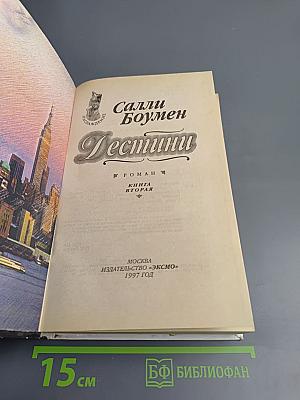 Салли
Боумен
Дестини
РОМАН
КНИГА
ВТОРАЯ
МОСКВА
ИЗДАТЕЛЬСТВО «ЭКСМО»
1997 ГОД
15 см
БФ БИБЛИОФАН